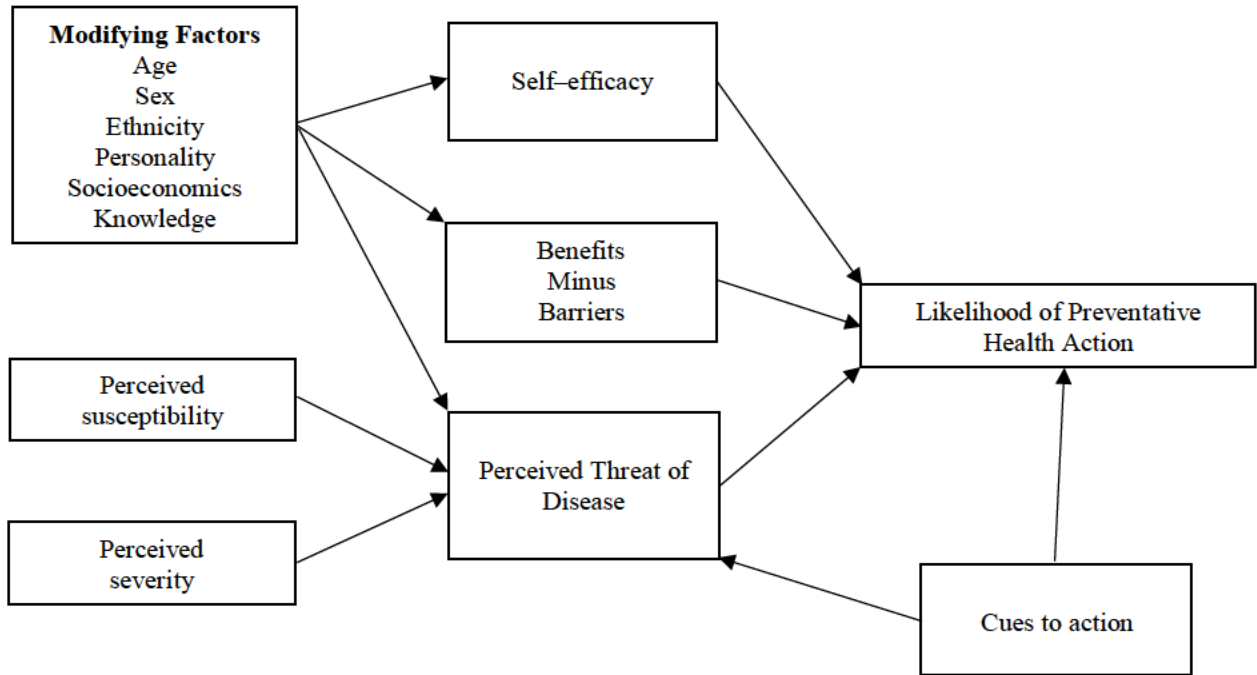 Modifying Factors
Age
Sex
Ethnicity
Personality
Socioeconomics
Knowledge
Self–efficacy
Benefits
Minus
Barriers
Likelihood of Preventative
Health Action
Perceived
susceptibility
Perceived Threat of
Disease
Perceived
severity
Cues to action